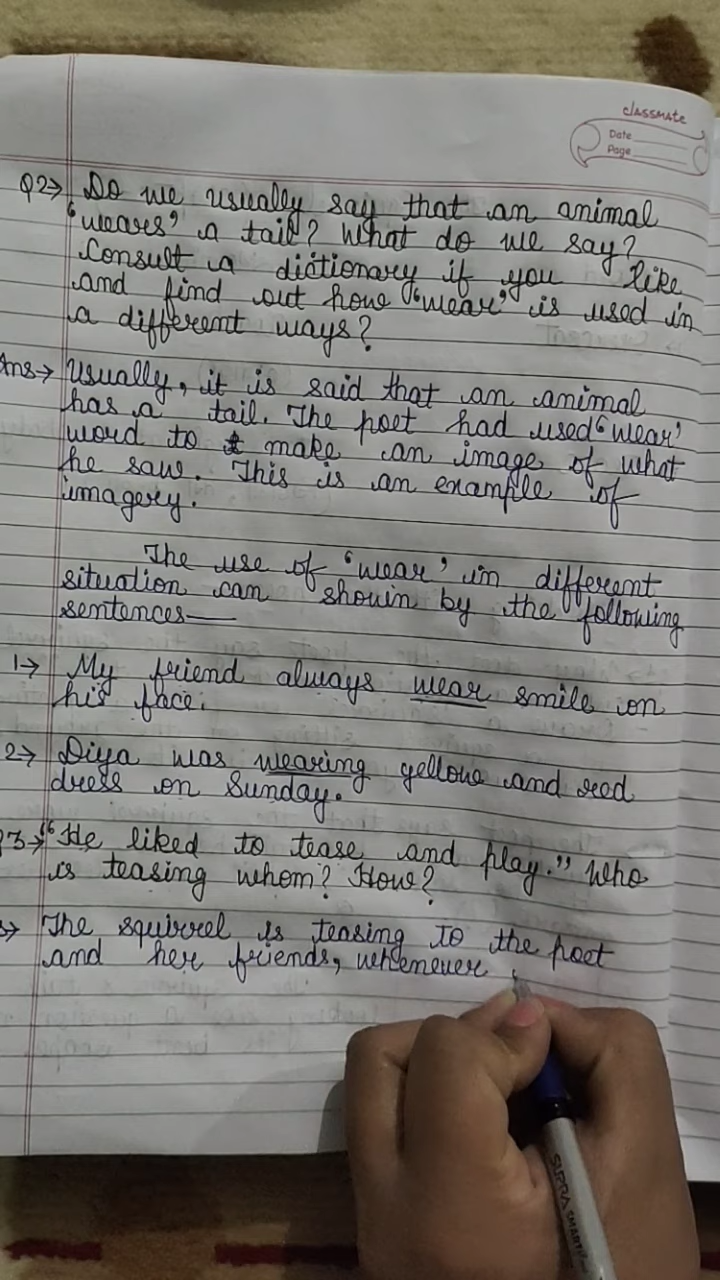 classmate
Date
Page
Q2→ Do we usually say that an animal
"wears" a tail? What do we say?
Consult a dictionary if you like
and find out how "wear" is used in
a different ways?
Ans→ Usually, it is said that an animal
has a tail. The poet had used "wear"
word to make an image of what
he saw. This is an example of
imagery.
The use of 'wear' in different
situation can showin by the following
sentences—
1→ My friend always wear smile on
his face.
2→ Diya was wearing yellow and red
dress on Sunday.
Q3→ "He liked to tease and play." Who
is teasing whom? How?
The squirrel is teasing to the poet
and her friends, whenever
SUPRA SMART